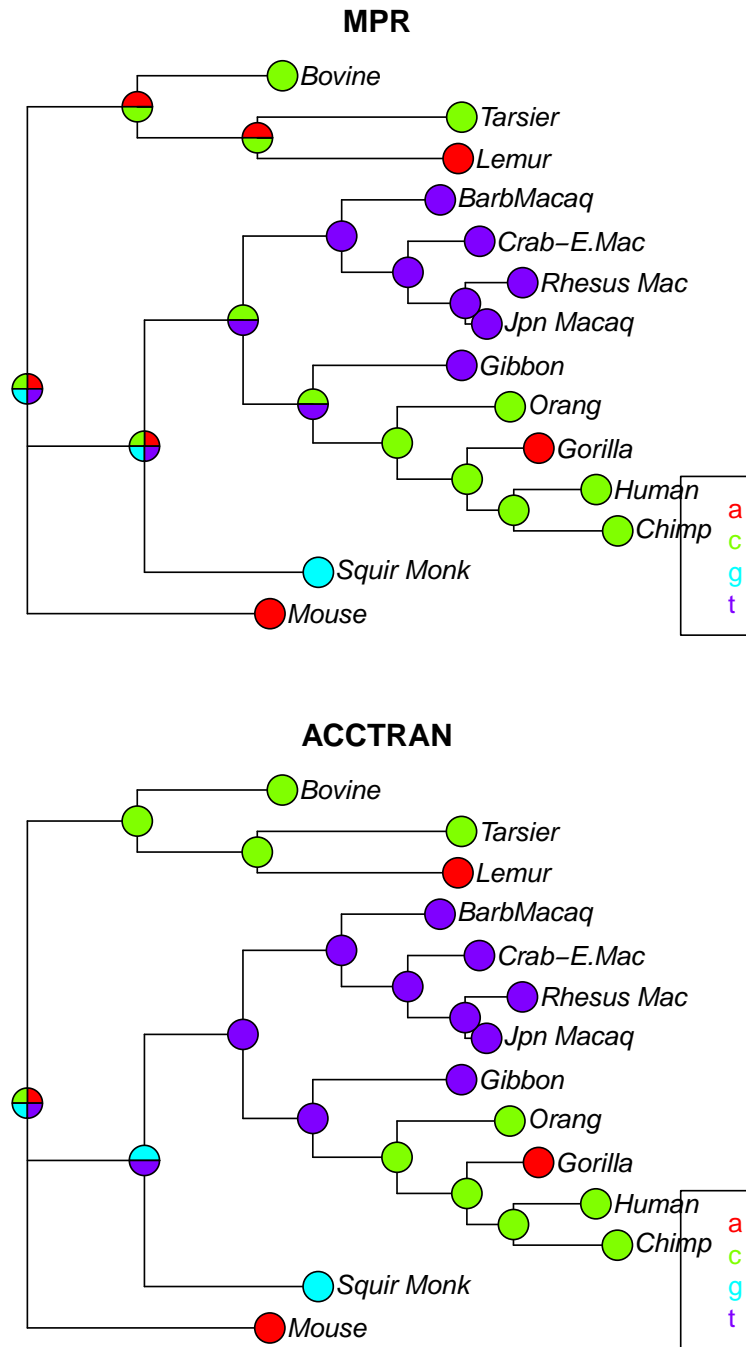 MPR
Bovine
Tarsier
Lemur
BarbMacaq
Crab−E.Mac
Rhesus Mac
Jpn Macaq
Gibbon
Orang
Gorilla
Human
Chimp
Squir Monk
Mouse
a
c
g
t
ACCTRAN
Bovine
Tarsier
Lemur
BarbMacaq
Crab−E.Mac
Rhesus Mac
Jpn Macaq
Gibbon
Orang
Gorilla
Human
Chimp
Squir Monk
Mouse
a
c
g
t